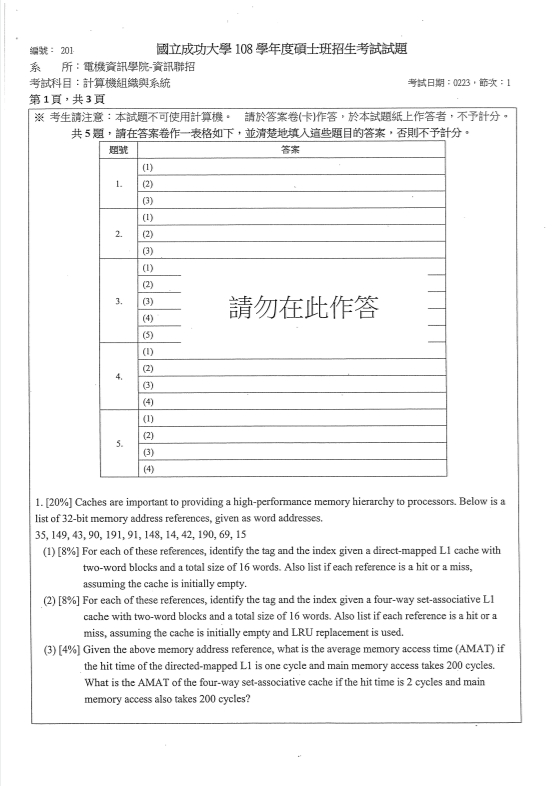 編號： 201
國立成功大學 108 學年度碩士班招生考試試題
系　　所：電機資訊學院-資訊聯招
考試科目：計算機組織與系統
考試日期：0223，節次：1
第 1 頁，共 3 頁
※ 考生請注意：本試題不可使用計算機。 請於答案卷(卡)作答，於本試題紙上作答者，不予計分。
共 5 題，請在答案卷作一表格如下，並清楚地填入這些題目的答案，否則不予計分。
題號 答案
1.
(1)
(2)
(3)
2.
(1)
(2)
(3)
3.
(1)
(2)
(3)
(4)
(5)
請勿在此作答
4.
(1)
(2)
(3)
(4)
5.
(1)
(2)
(3)
(4)
1. [20%] Caches are important to providing a high-performance memory hierarchy to processors. Below is a
list of 32-bit memory address references, given as word addresses.
35, 149, 43, 90, 191, 91, 148, 14, 42, 190, 69, 15
(1) [8%] For each of these references, identify the tag and the index given a direct-mapped L1 cache with
two-word blocks and a total size of 16 words. Also list if each reference is a hit or a miss,
assuming the cache is initially empty.
(2) [8%] For each of these references, identify the tag and the index given a four-way set-associative L1
cache with two-word blocks and a total size of 16 words. Also list if each reference is a hit or a
miss, assuming the cache is initially empty and LRU replacement is used.
(3) [4%] Given the above memory address reference, what is the average memory access time (AMAT) if
the hit time of the directed-mapped L1 is one cycle and main memory access takes 200 cycles.
What is the AMAT of the four-way set-associative cache if the hit time is 2 cycles and main
memory access also takes 200 cycles?